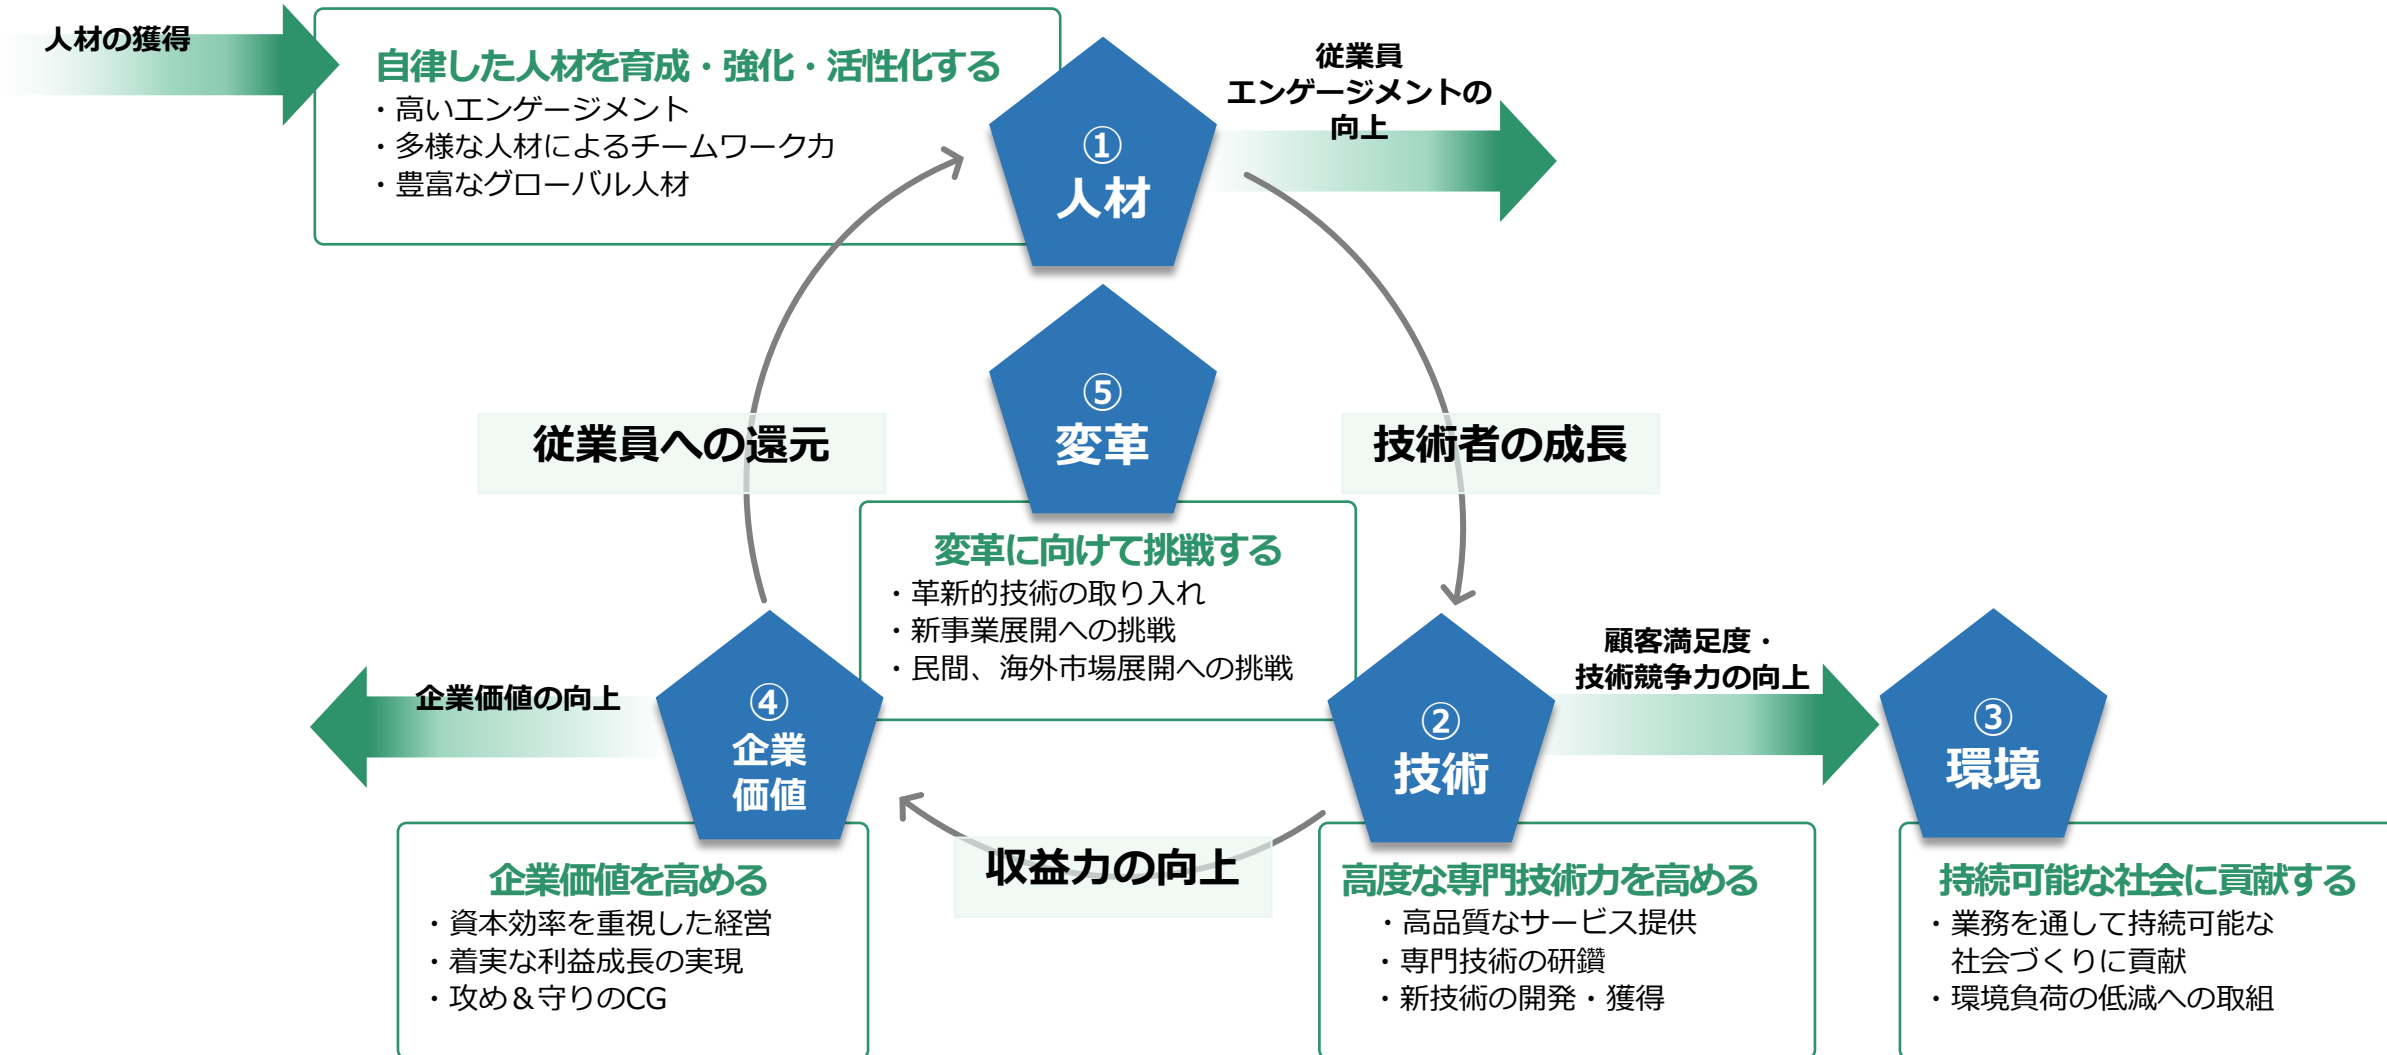 人材の獲得
自律した人材を育成・強化・活性化する
・高いエンゲージメント
・多様な人材によるチームワーク力
・豊富なグローバル人材
①
人材
従業員
エンゲージメントの
向上
⑤
変革
従業員への還元
技術者の成長
変革に向けて挑戦する
・革新的技術の取り入れ
・新事業展開への挑戦
・民間、海外市場展開への挑戦
企業価値の向上
④
企業
価値
②
技術
顧客満足度・
技術競争力の向上
③
環境
収益力の向上
企業価値を高める
・資本効率を重視した経営
・着実な利益成長の実現
・攻め＆守りのCG
高度な専門技術力を高める
・高品質なサービス提供
・専門技術の研鑽
・新技術の開発・獲得
持続可能な社会に貢献する
・業務を通して持続可能な
社会づくりに貢献
・環境負荷の低減への取組